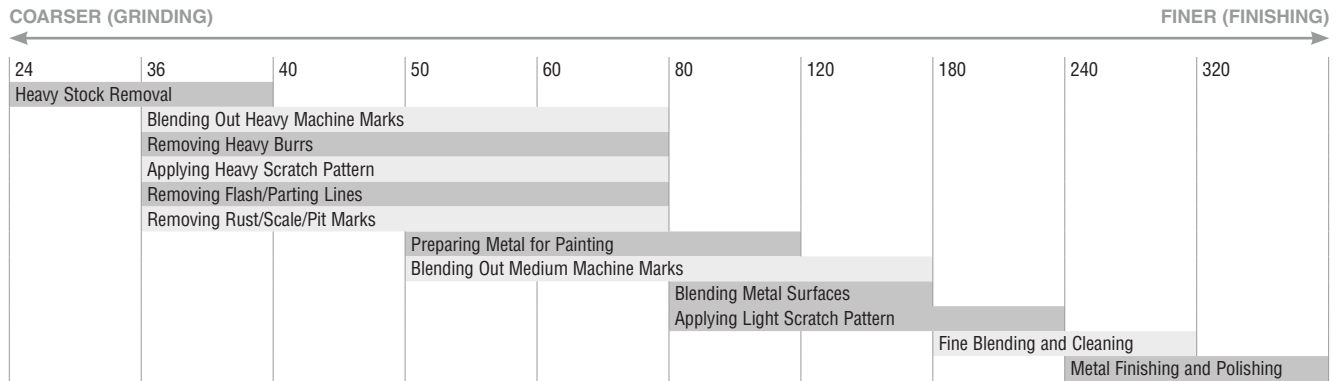 COARSER (GRINDING) FINER (FINISHING)
24 36 40 50 60 80 120 180 240 320
Heavy Stock Removal
Blending Out Heavy Machine Marks
Removing Heavy Burrs
Applying Heavy Scratch Pattern
Removing Flash/Parting Lines
Removing Rust/Scale/Pit Marks
Preparing Metal for Painting
Blending Out Medium Machine Marks
Blending Metal Surfaces
Applying Light Scratch Pattern
Fine Blending and Cleaning
Metal Finishing and Polishing